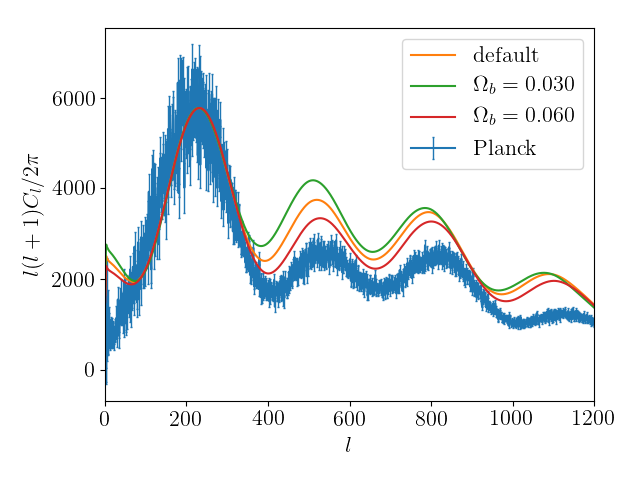 default
Ω_b = 0.030
Ω_b = 0.060
Planck
l(l + 1)C_l/2π
6000
4000
2000
0
0 200 400 600 800 1000 1200
l